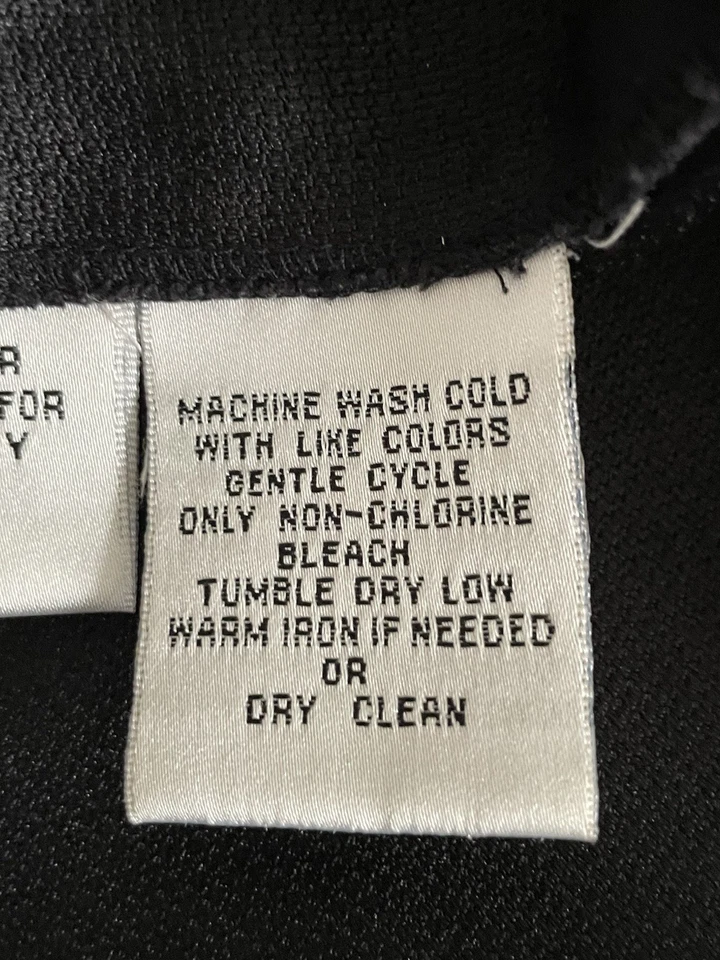 R
FOR
Y
MACHINE WASH COLD
WITH LIKE COLORS
GENTLE CYCLE
ONLY NON-CHLORINE
BLEACH
TUMBLE DRY LOW
WARM IRON IF NEEDED
OR
DRY CLEAN